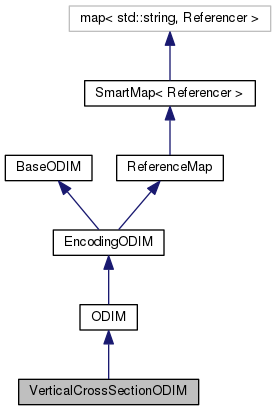 map< std::string, Referencer >
SmartMap< Referencer >
BaseODIM
ReferenceMap
EncodingODIM
ODIM
VerticalCrossSectionODIM